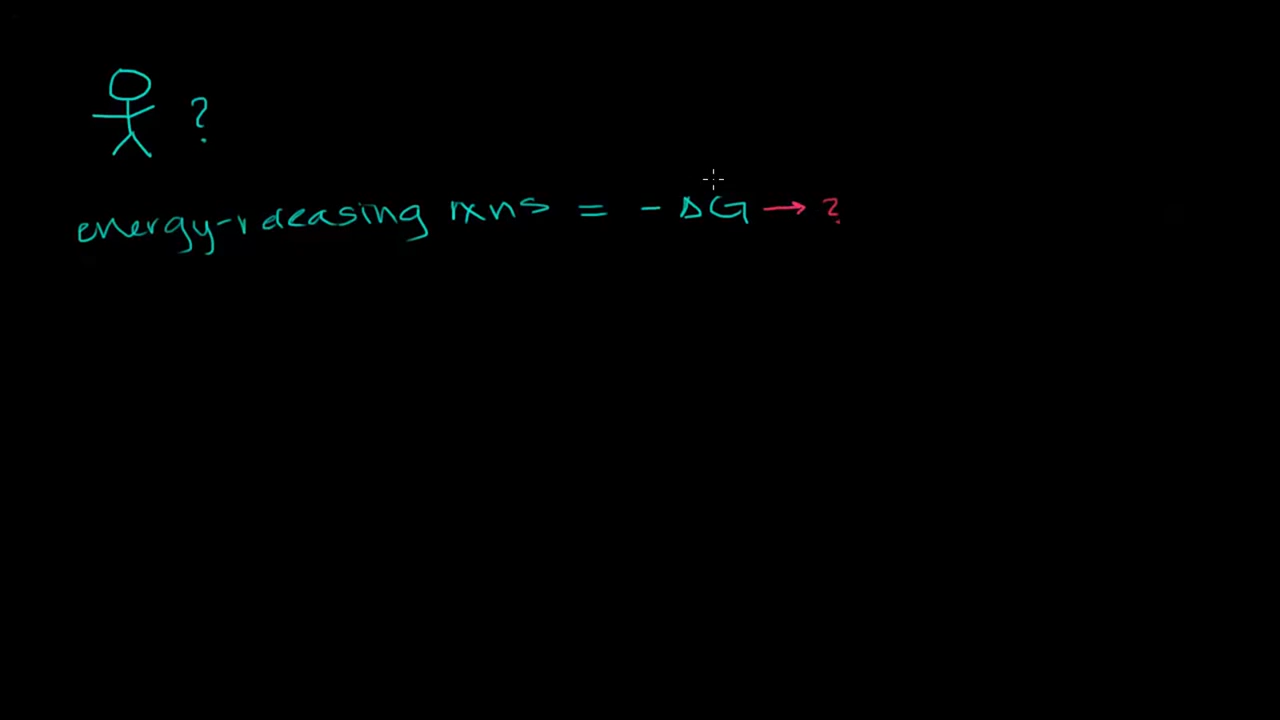 ?
energy-releasing rxns = - ΔG → ?